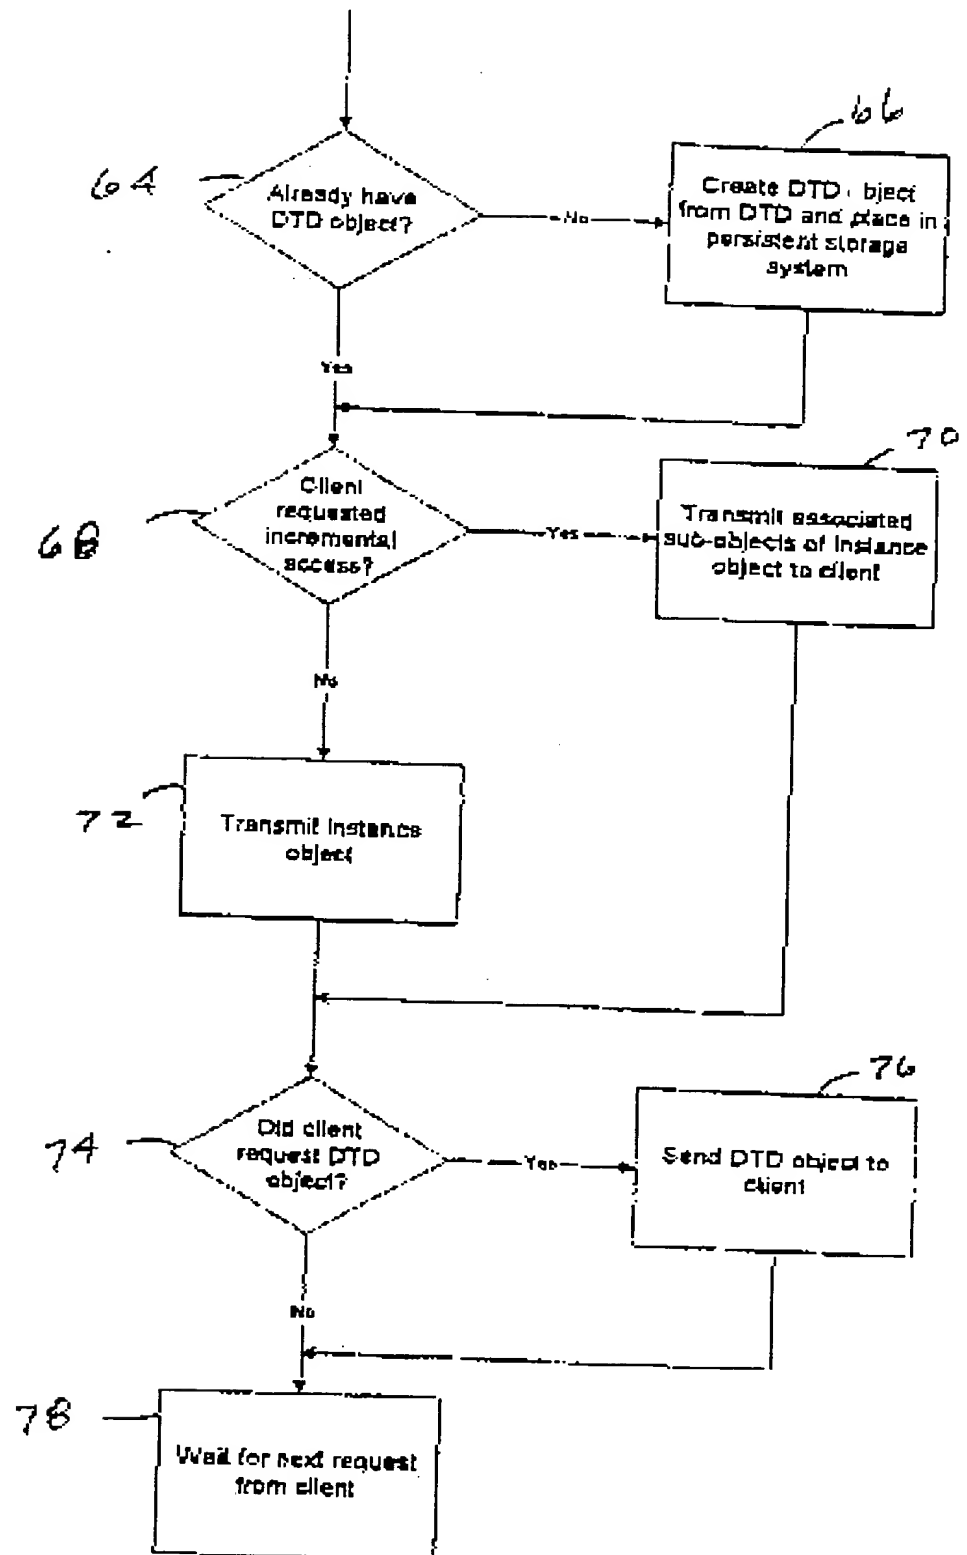 66
64
Already have
DTD object?
No
Create DTD bject
from DTD and place in
persistent storage
system
Yes
70
68
Client
requested
incremental
access?
Yes
Transmit associated
sub-objects of instance
object to client
No
72
Transmit instance
object
76
74
Did client
request DTD
object?
Yes
Send DTD object to
client
No
78
Wait for next request
from client